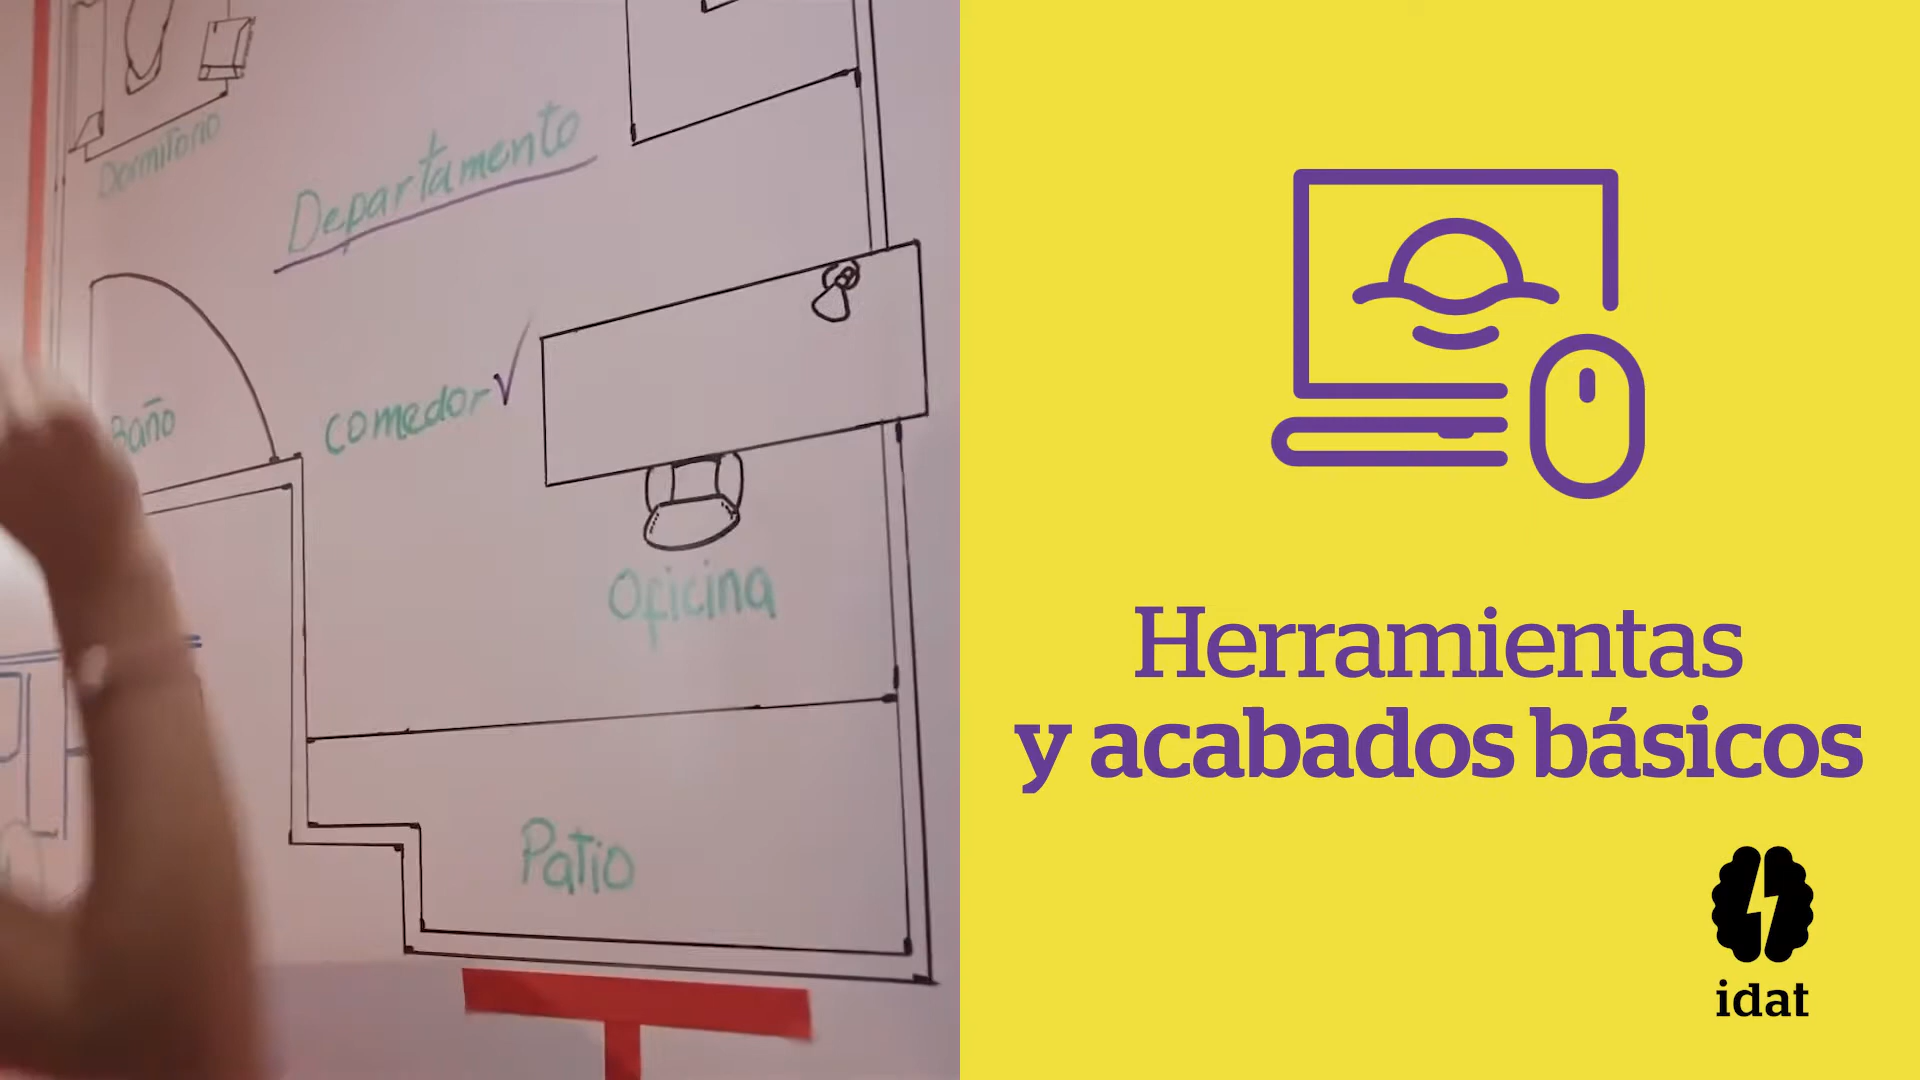 Dormitorio
Departamento
Baño
comedor
Oficina
Patio
Herramientas
y acabados básicos
idat